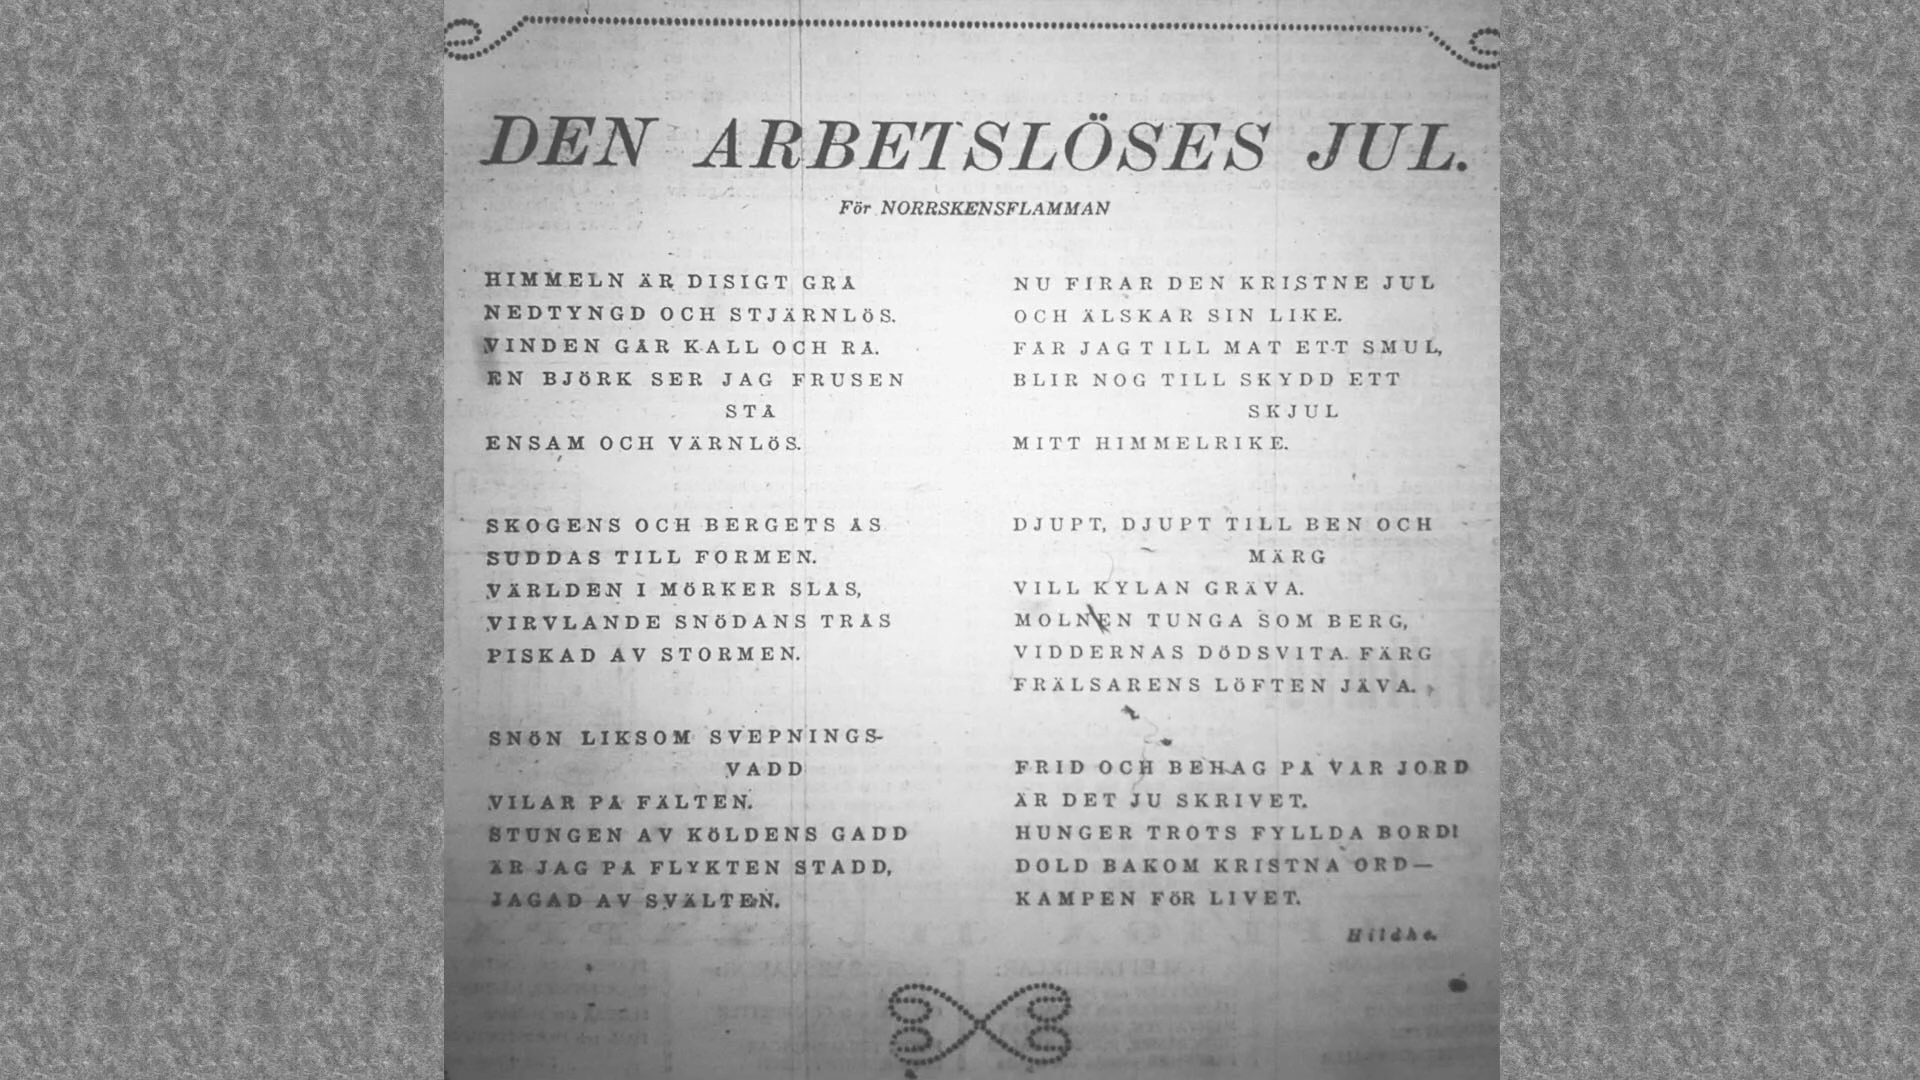 DEN ARBETSLÖSES JUL.
För NORRSKENSFLAMMAN
HIMMELN ÄR DISIGT GRÅ
NEDTYNGD OCH STJÄRNLÖS.
VINDEN GÅR KALL OCH RÅ.
EN BJÖRK SER JAG FRUSEN
STÅ
ENSAM OCH VÄRNLÖS.
SKOGENS OCH BERGETS ÅS
SUDDAS TILL FORMEN.
VÄRLDEN I MÖRKER SLÅS,
VIRVLANDE SNÖDANS TRÅS
PISKAD AV STORMEN.
SNÖN LIKSOM SVEPNINGS-
VADD
VILAR PÅ FÄLTEN.
STUNGEN AV KÖLDENS GADD
ÄR JAG PÅ FLYKTEN STADD,
JAGAD AV SVÄLTEN.
NU FIRAR DEN KRISTNE JUL
OCH ÄLSKAR SIN LIKE.
FÅR JAG TILL MAT ETT SMUL,
BLIR NOG TILL SKYDD ETT
SKJUL
MITT HIMMELRIKE.
DJUPT, DJUPT TILL BEN OCH
MÄRG
VILL KYLAN GRÄVA.
MOLNEN TUNGA SOM BERG,
VIDDERNAS DÖDSVITA FÄRG
FRÄLSARENS LÖFTEN JÄVA.
FRID OCH BEHAG PÅ VÅR JORD
ÄR DET JU SKRIVET.
HUNGER TROTS FYLLDA BORD!
DOLD BAKOM KRISTNA ORD—
KAMPEN FÖR LIVET.
Hildho.